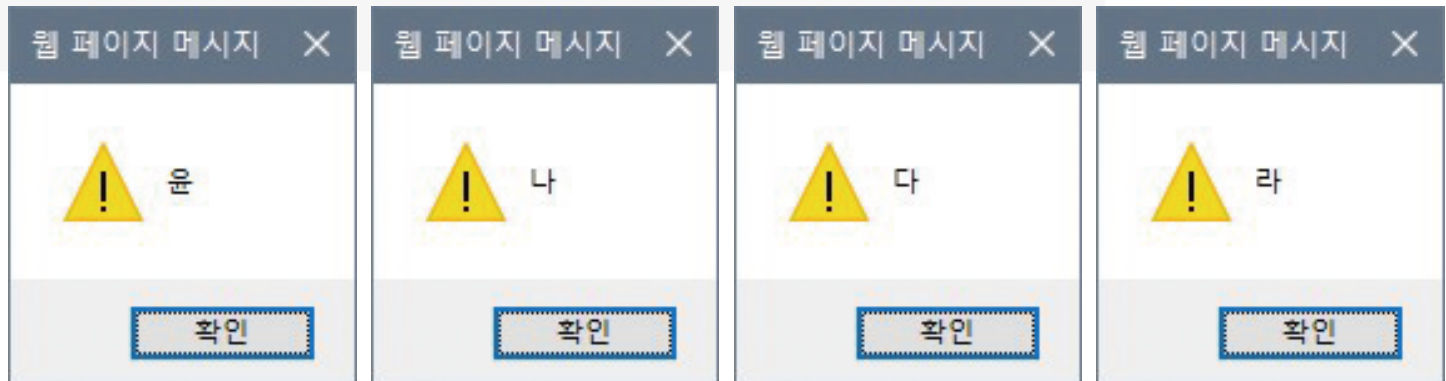 웹 페이지 메시지
윤
확인
웹 페이지 메시지
나
확인
웹 페이지 메시지
다
확인
웹 페이지 메시지
라
확인